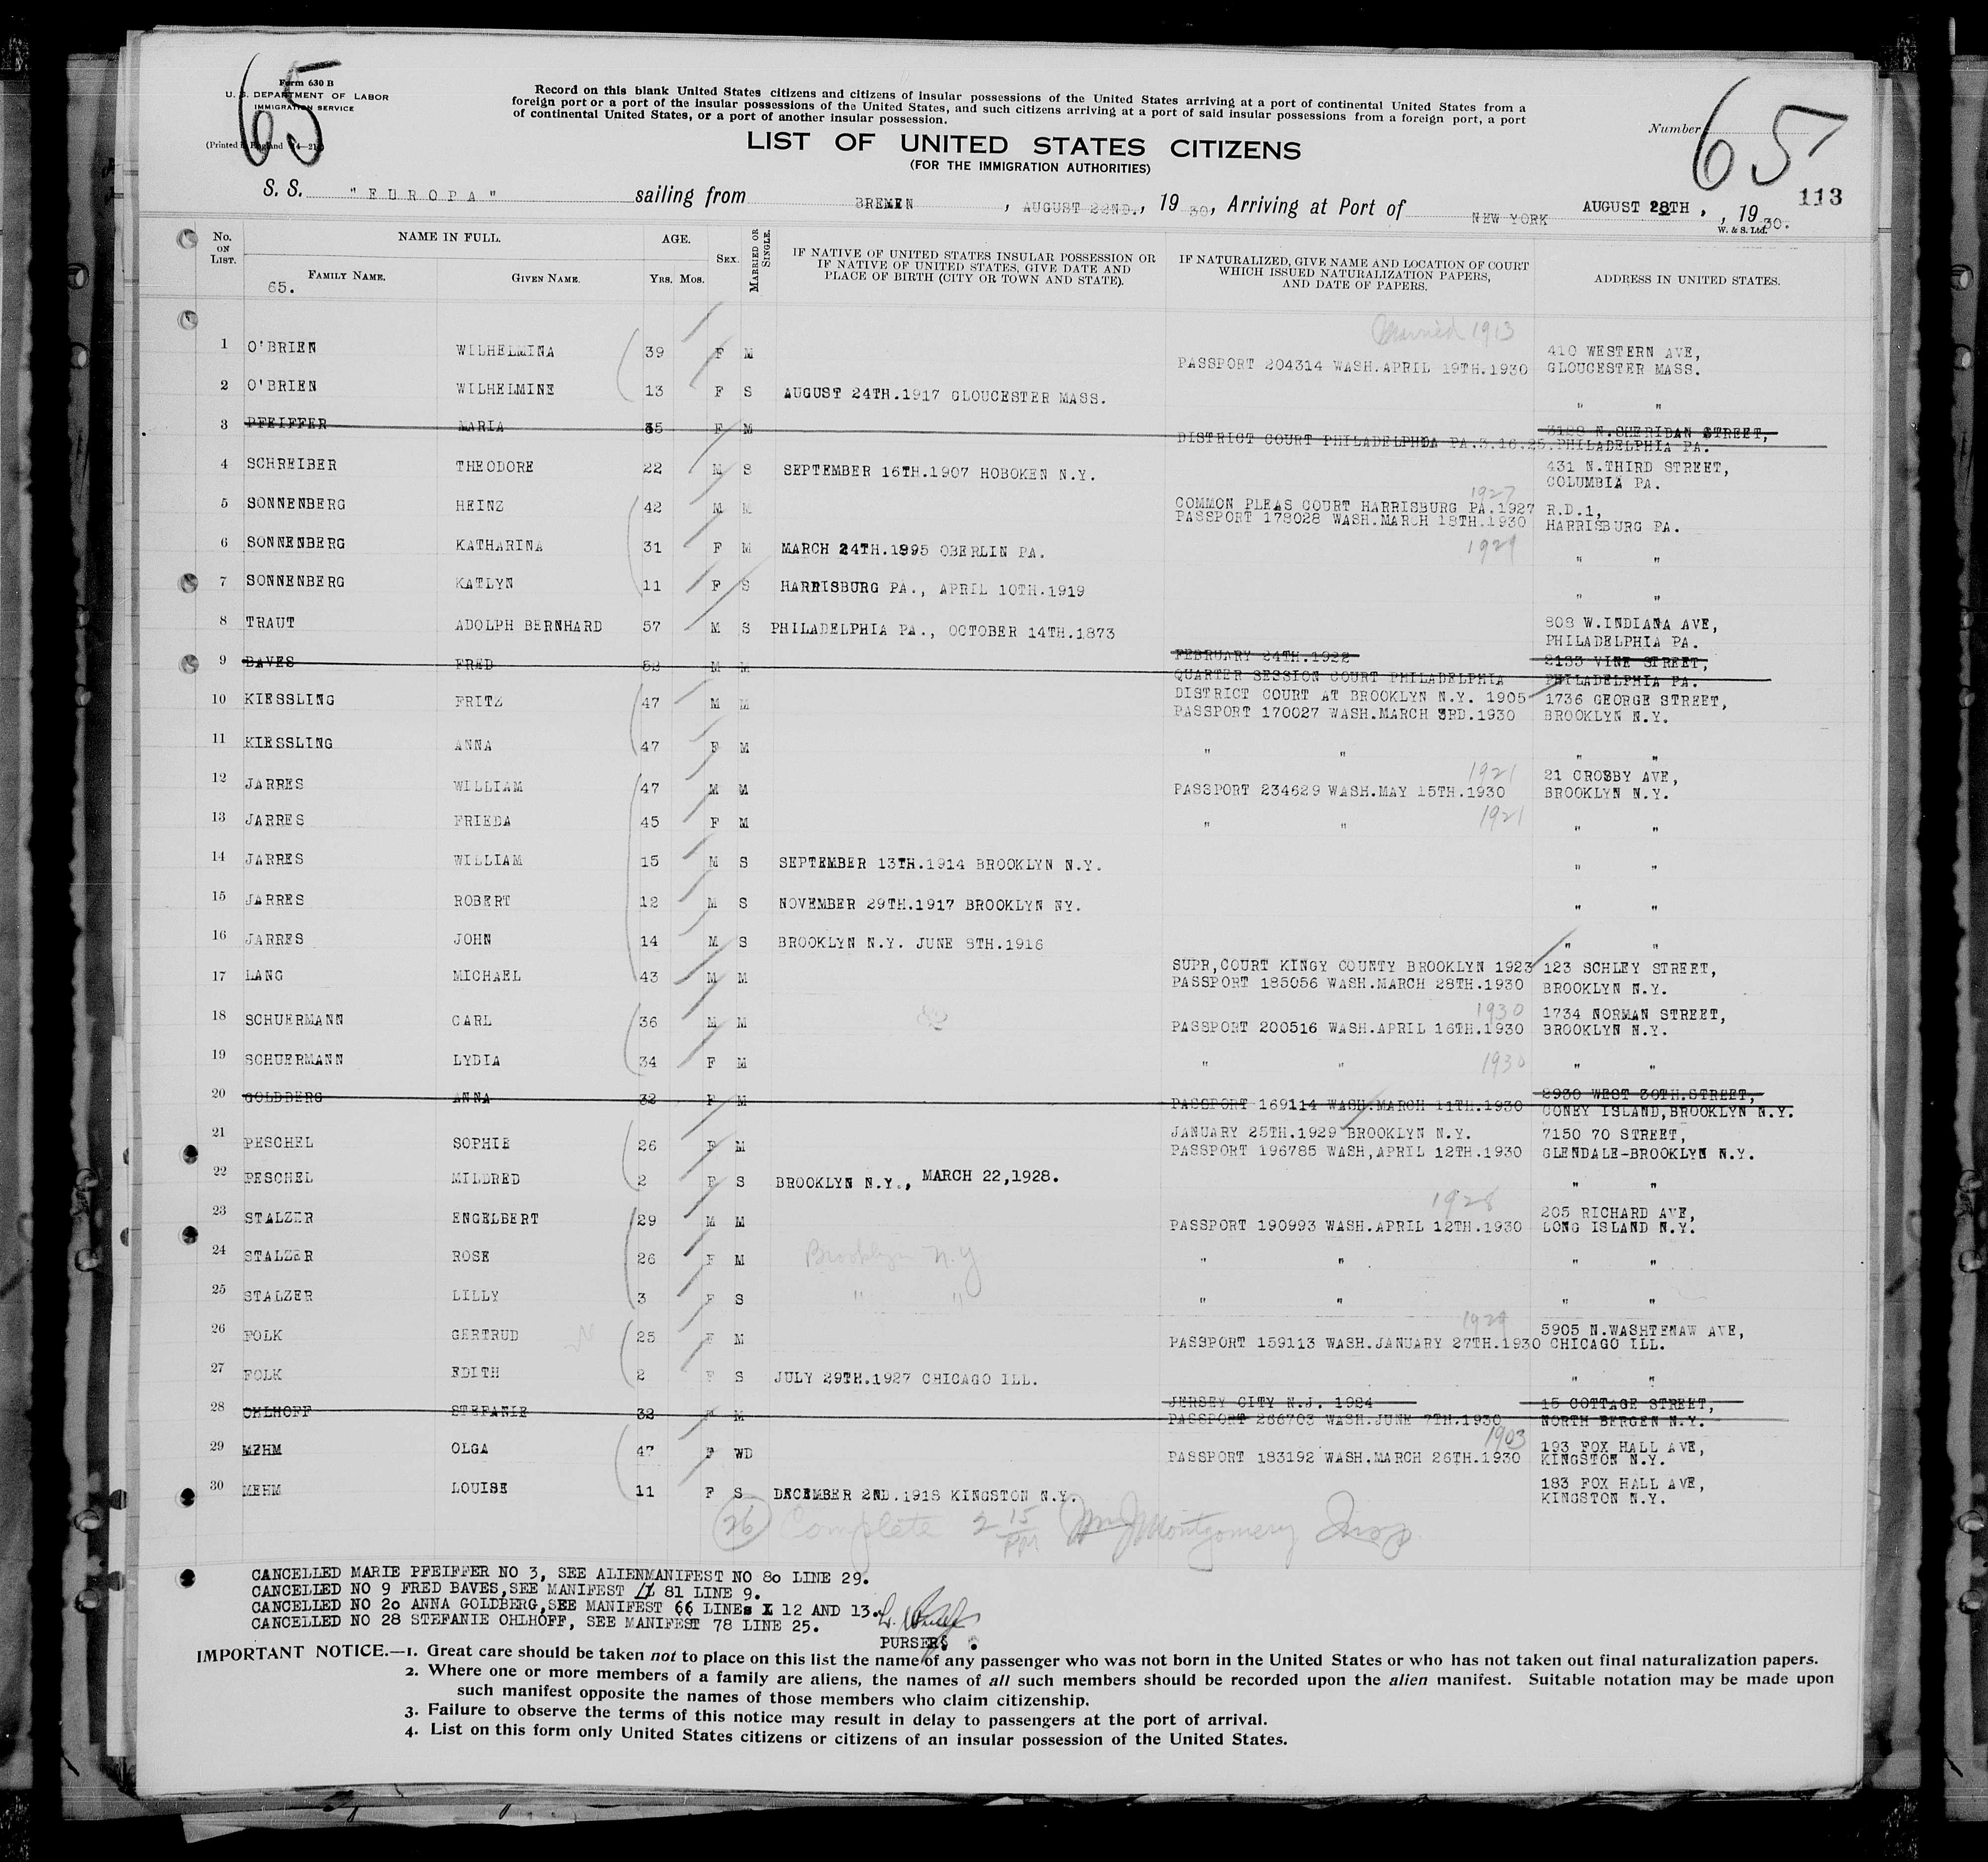 65
65
Form 630 B
U. S. DEPARTMENT OF LABOR
IMMIGRATION SERVICE
(Printed in England
Record on this blank United States citizens and citizens of insular possessions of the United States arriving at a port of continental United States from a
foreign port or a port of the insular possessions of the United States, and such citizens arriving at a port of said insular possessions from a foreign port, a port
of continental United States, or a port of another insular possession.
Number
LIST OF UNITED STATES CITIZENS
(FOR THE IMMIGRATION AUTHORITIES)
113
S. S. "EUROPA" sailing from BREMEN, AUGUST 22ND., 1930, Arriving at Port of NEW YORK AUGUST 28TH, , 1930.
W. & S. Ltd.
No. ON LIST. NAME IN FULL. AGE. SEX. MARRIED OR SINGLE. IF NATIVE OF UNITED STATES INSULAR POSSESSION OR IF NATIVE OF UNITED STATES, GIVE DATE AND PLACE OF BIRTH (CITY OR TOWN AND STATE). IF NATURALIZED, GIVE NAME AND LOCATION OF COURT WHICH ISSUED NATURALIZATION PAPERS, AND DATE OF PAPERS. ADDRESS IN UNITED STATES.
FAMILY NAME. GIVEN NAME. YRS. MOS.
65.
Married 1913
1 O'BRIEN WILHELMINA 39 F M PASSPORT 204314 WASH.APRIL 19TH.1930 410 WESTERN AVE, GLOUCESTER MASS.
2 O'BRIEN WILHELMINE 13 F S AUGUST 24TH.1917 GLOUCESTER MASS. " "
3 PFEIFFER MARIA 35 F M DISTRICT COURT PHILADELPHIA PA.3.16.25. 3128 N.SHERIDAN STREET, PHILADELPHIA PA.
4 SCHREIBER THEODORE 22 M S SEPTEMBER 16TH.1907 HOBOKEN N.Y. 431 N.THIRD STREET, COLUMBIA PA.
1927
5 SONNENBERG HEINZ 42 M M COMMON PLEAS COURT HARRISBURG PA.1927 PASSPORT 178028 WASH.MARCH 18TH.1930 R.D.1, HARRISBURG PA.
6 SONNENBERG KATHARINA 31 F M MARCH 24TH.1895 OBERLIN PA. 1921 " "
7 SONNENBERG KATLYN 11 F S HARRISBURG PA., APRIL 10TH.1919 " "
8 TRAUT ADOLPH BERNHARD 57 M S PHILADELPHIA PA., OCTOBER 14TH.1873 808 W.INDIANA AVE, PHILADELPHIA PA.
9 BAVES FRED 52 M M FEBRUARY 24TH.1922 QUARTER SESSION COURT PHILADELPHIA 2133 VINE STREET, PHILADELPHIA PA.
10 KIESSLING FRITZ 47 M M DISTRICT COURT AT BROOKLYN N.Y. 1905 PASSPORT 170027 WASH.MARCH 3RD.1930 1736 GEORGE STREET, BROOKLYN N.Y.
11 KIESSLING ANNA 47 F M " " " "
1921
12 JARRES WILLIAM 47 M M PASSPORT 234629 WASH.MAY 15TH.1930 21 CROSBY AVE, BROOKLYN N.Y.
13 JARRES FRIEDA 45 F M " " 1921 " "
14 JARRES WILLIAM 15 M S SEPTEMBER 13TH.1914 BROOKLYN N.Y. " "
15 JARRES ROBERT 12 M S NOVEMBER 29TH.1917 BROOKLYN NY. " "
16 JARRES JOHN 14 M S BROOKLYN N.Y. JUNE 8TH.1916 " "
17 LANG MICHAEL 43 M M SUPR,COURT KINGY COUNTY BROOKLYN 1923 PASSPORT 185056 WASH.MARCH 28TH.1930 123 SCHLEY STREET, BROOKLYN N.Y.
1930
18 SCHUERMANN CARL 36 M M PASSPORT 200516 WASH.APRIL 16TH.1930 1734 NORMAN STREET, BROOKLYN N.Y.
19 SCHUERMANN LYDIA 34 F M " " 1930 " "
20 GOLDBERG ANNA 32 F M PASSPORT 169114 WASH.MARCH 11TH.1930 2930 WEST 30TH.STREET, CONEY ISLAND,BROOKLYN N.Y.
21 PESCHEL SOPHIE 26 F M JANUARY 25TH.1929 BROOKLYN N.Y. PASSPORT 196785 WASH,APRIL 12TH.1930 7150 70 STREET, GLENDALE-BROOKLYN N.Y.
22 PESCHEL MILDRED 2 F S BROOKLYN N.Y., MARCH 22,1928. " "
1928
23 STALZER ENGELBERT 29 M M PASSPORT 190993 WASH.APRIL 12TH.1930 205 RICHARD AVE, LONG ISLAND N.Y.
24 STALZER ROSE 26 F M Brooklyn N.Y " " " "
25 STALZER LILLY 3 F S " " " " " "
26 FOLK GERTRUD 25 F M PASSPORT 159113 WASH.JANUARY 27TH.1930 5905 N.WASHTENAW AVE, CHICAGO ILL.
27 FOLK EDITH 2 F S JULY 29TH.1927 CHICAGO ILL. " "
28 OHLHOFF STEFANIE 32 F M JERSEY CITY N.J. 1924 PASSPORT 266703 WASH.JUNE 7TH.1930 15 COTTAGE STREET, NORTH BERGEN N.Y.
1903
29 MEHM OLGA 47 F WD PASSPORT 183192 WASH.MARCH 26TH.1930 193 FOX HALL AVE, KINGSTON N.Y.
30 MEHM LOUISE 11 F S DECEMBER 2ND.1918 KINGSTON N.Y. 183 FOX HALL AVE, KINGSTON N.Y.
26 Complete 2 15 PM Wm J Montgomery Insp.
CANCELLED MARIE PFEIFFER NO 3, SEE ALIENMANIFEST NO 80 LINE 29.
CANCELLED NO 9 FRED BAVES,SEE MANIFEST 81 LINE 9.
CANCELLED NO 20 ANNA GOLDBERG,SEE MANIFEST 66 LINEs 12 AND 13.
CANCELLED NO 28 STEFANIE OHLHOFF, SEE MANIFEST 78 LINE 25.
PURSER.
IMPORTANT NOTICE.—1. Great care should be taken not to place on this list the name of any passenger who was not born in the United States or who has not taken out final naturalization papers.
2. Where one or more members of a family are aliens, the names of all such members should be recorded upon the alien manifest. Suitable notation may be made upon
such manifest opposite the names of those members who claim citizenship.
3. Failure to observe the terms of this notice may result in delay to passengers at the port of arrival.
4. List on this form only United States citizens or citizens of an insular possession of the United States.